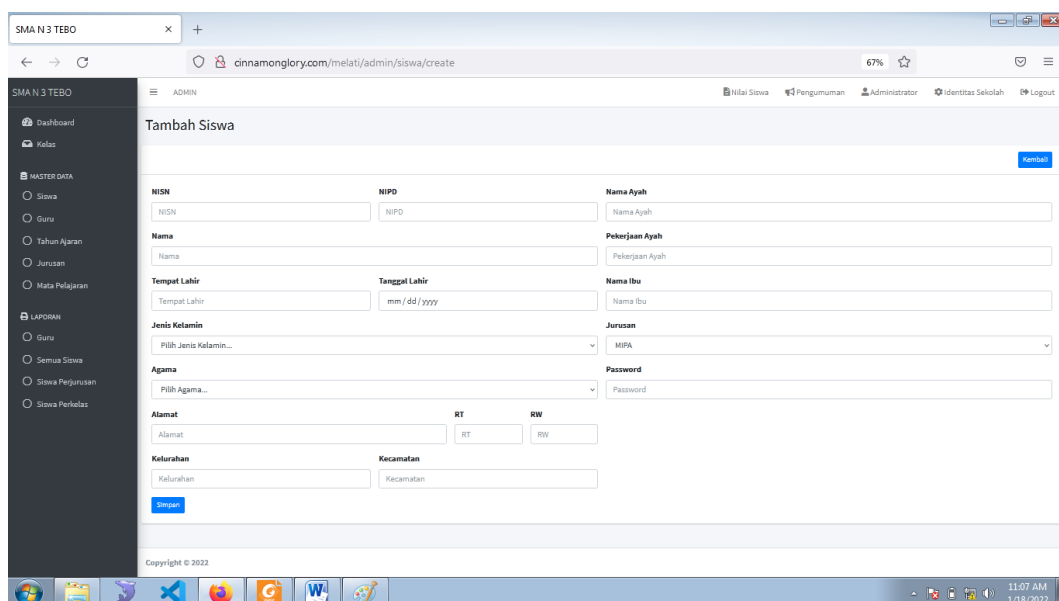 SMA N 3 TEBO
cinnamonglory.com/melati/admin/siswa/create 67%
SMA N 3 TEBO ADMIN Nilai Siswa Pengumuman Administrator Identitas Sekolah Logout
Dashboard
Kelas
MASTER DATA
Siswa
Guru
Tahun Ajaran
Jurusan
Mata Pelajaran
LAPORAN
Guru
Semua Siswa
Siswa Perjurusan
Siswa Perkelas
Tambah Siswa
Kembali
NISN NIPD Nama Ayah
NISN NIPD Nama Ayah
Nama Pekerjaan Ayah
Nama Pekerjaan Ayah
Tempat Lahir Tanggal Lahir Nama Ibu
Tempat Lahir mm / dd / yyyy Nama Ibu
Jenis Kelamin Jurusan
Pilih Jenis Kelamin... MIPA
Agama Password
Pilih Agama... Password
Alamat RT RW
Alamat RT RW
Kelurahan Kecamatan
Kelurahan Kecamatan
Simpan
Copyright © 2022
11:07 AM
1/18/2022